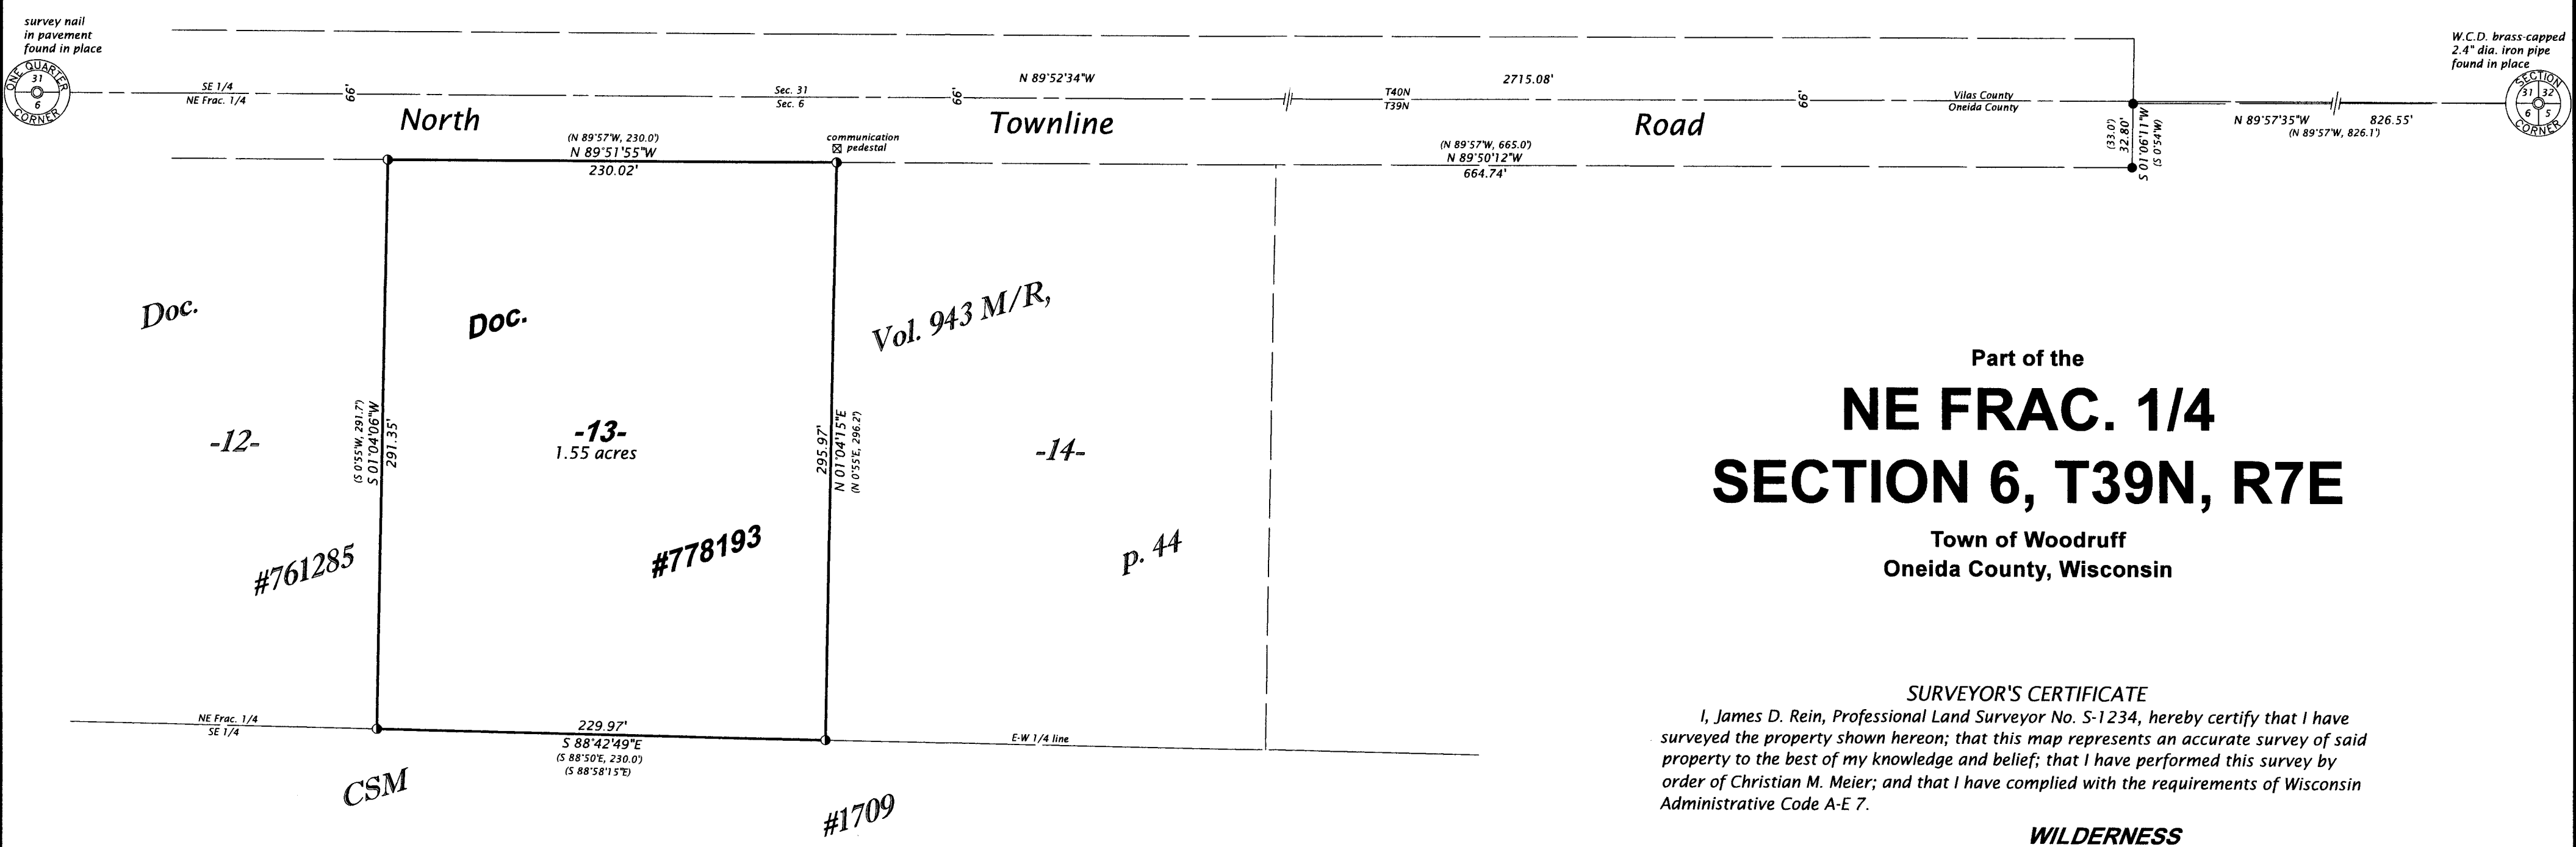 survey nail
in pavement
found in place
ONE QUARTER
31
6
CORNER
SE 1/4
NE Frac. 1/4
66'
Sec. 31
Sec. 6
66'
N 89°52'34"W
T40N
T39N
2715.08'
66'
Vilas County
Oneida County
W.C.D. brass-capped
2.4" dia. iron pipe
found in place
SECTION
31 32
6 5
CORNER
N 89°57'35"W 826.55'
(N 89°57'W, 826.1')
North Townline Road
(33.0')
32.80'
S 01°06'11"W
(S 0°54'W)
(N 89°57'W, 230.0')
N 89°51'55"W
230.02'
communication
pedestal
(N 89°57'W, 665.0')
N 89°50'12"W
664.74'
Doc.
Doc.
Vol. 943 M/R,
-12-
(S 0°55'W, 291.7')
S 01°04'06"W
291.35'
-13-
1.55 acres
295.97'
N 01°04'15"E
(N 0°55'E, 296.2')
-14-
#761285
#778193
p. 44
NE Frac. 1/4
SE 1/4
229.97'
S 88°42'49"E
(S 88°50'E, 230.0')
(S 88°58'15"E)
E-W 1/4 line
CSM
#1709
Part of the
NE FRAC. 1/4
SECTION 6, T39N, R7E
Town of Woodruff
Oneida County, Wisconsin
SURVEYOR'S CERTIFICATE
I, James D. Rein, Professional Land Surveyor No. S-1234, hereby certify that I have
surveyed the property shown hereon; that this map represents an accurate survey of said
property to the best of my knowledge and belief; that I have performed this survey by
order of Christian M. Meier; and that I have complied with the requirements of Wisconsin
Administrative Code A-E 7.
WILDERNESS